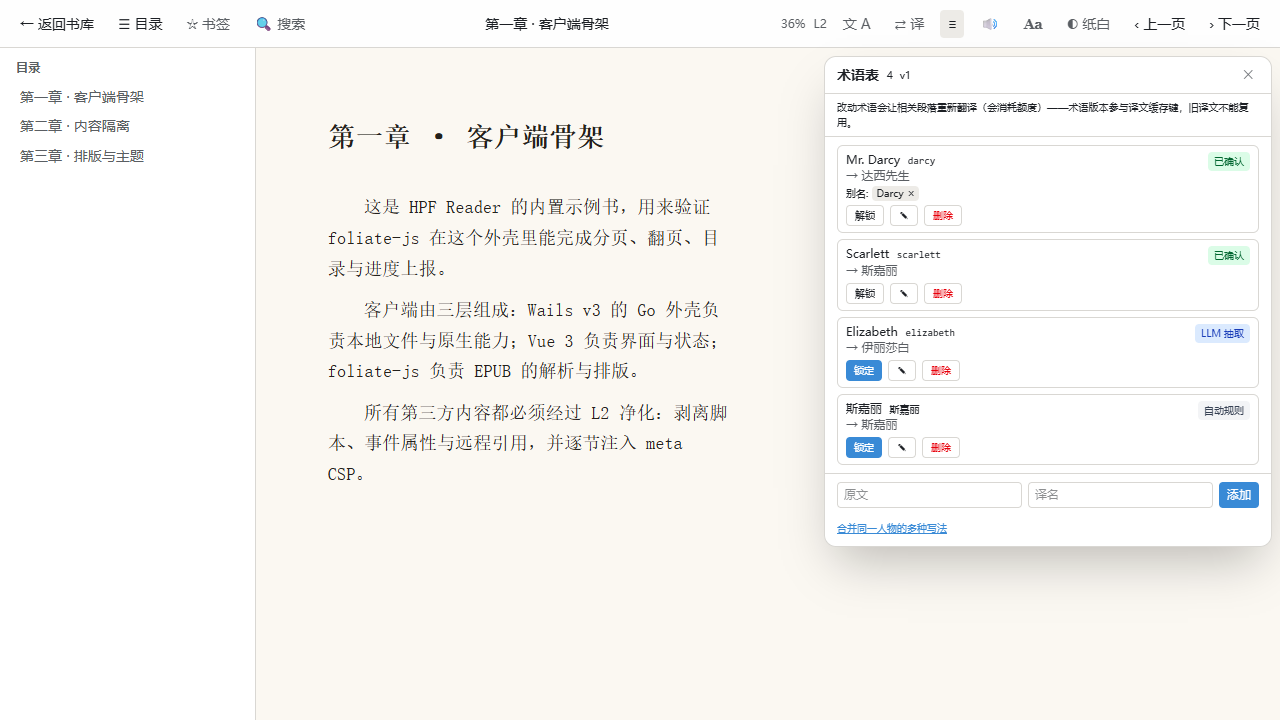 ← 返回书库
☰ 目录
☆ 书签
🔍 搜索
第一章 · 客户端骨架
36%
L2
文 A
⇄ 译
☰
🔊
Aa
◐ 纸白
‹ 上一页
› 下一页
目录
第一章 · 客户端骨架
第二章 · 内容隔离
第三章 · 排版与主题
第一章 · 客户端骨架
这是 HPF Reader 的内置示例书，用来验证
foliate-js 在这个外壳里能完成分页、翻页、目
录与进度上报。
客户端由三层组成：Wails v3 的 Go 外壳负
责本地文件与原生能力；Vue 3 负责界面与状态；
foliate-js 负责 EPUB 的解析与排版。
所有第三方内容都必须经过 L2 净化：剥离脚
本、事件属性与远程引用，并逐节注入 meta
CSP。
术语表 4 v1 ×
改动术语会让相关段落重新翻译（会消耗额度）——术语版本参与译文缓存键，旧译文不能复
用。
Mr. Darcy darcy 已确认
→ 达西先生
别名: Darcy ×
解锁 ✎ 删除
Scarlett scarlett 已确认
→ 斯嘉丽
解锁 ✎ 删除
Elizabeth elizabeth LLM 抽取
→ 伊丽莎白
锁定 ✎ 删除
斯嘉丽 斯嘉丽 自动规则
→ 斯嘉丽
锁定 ✎ 删除
原文 译名 添加
合并同一人物的多种写法